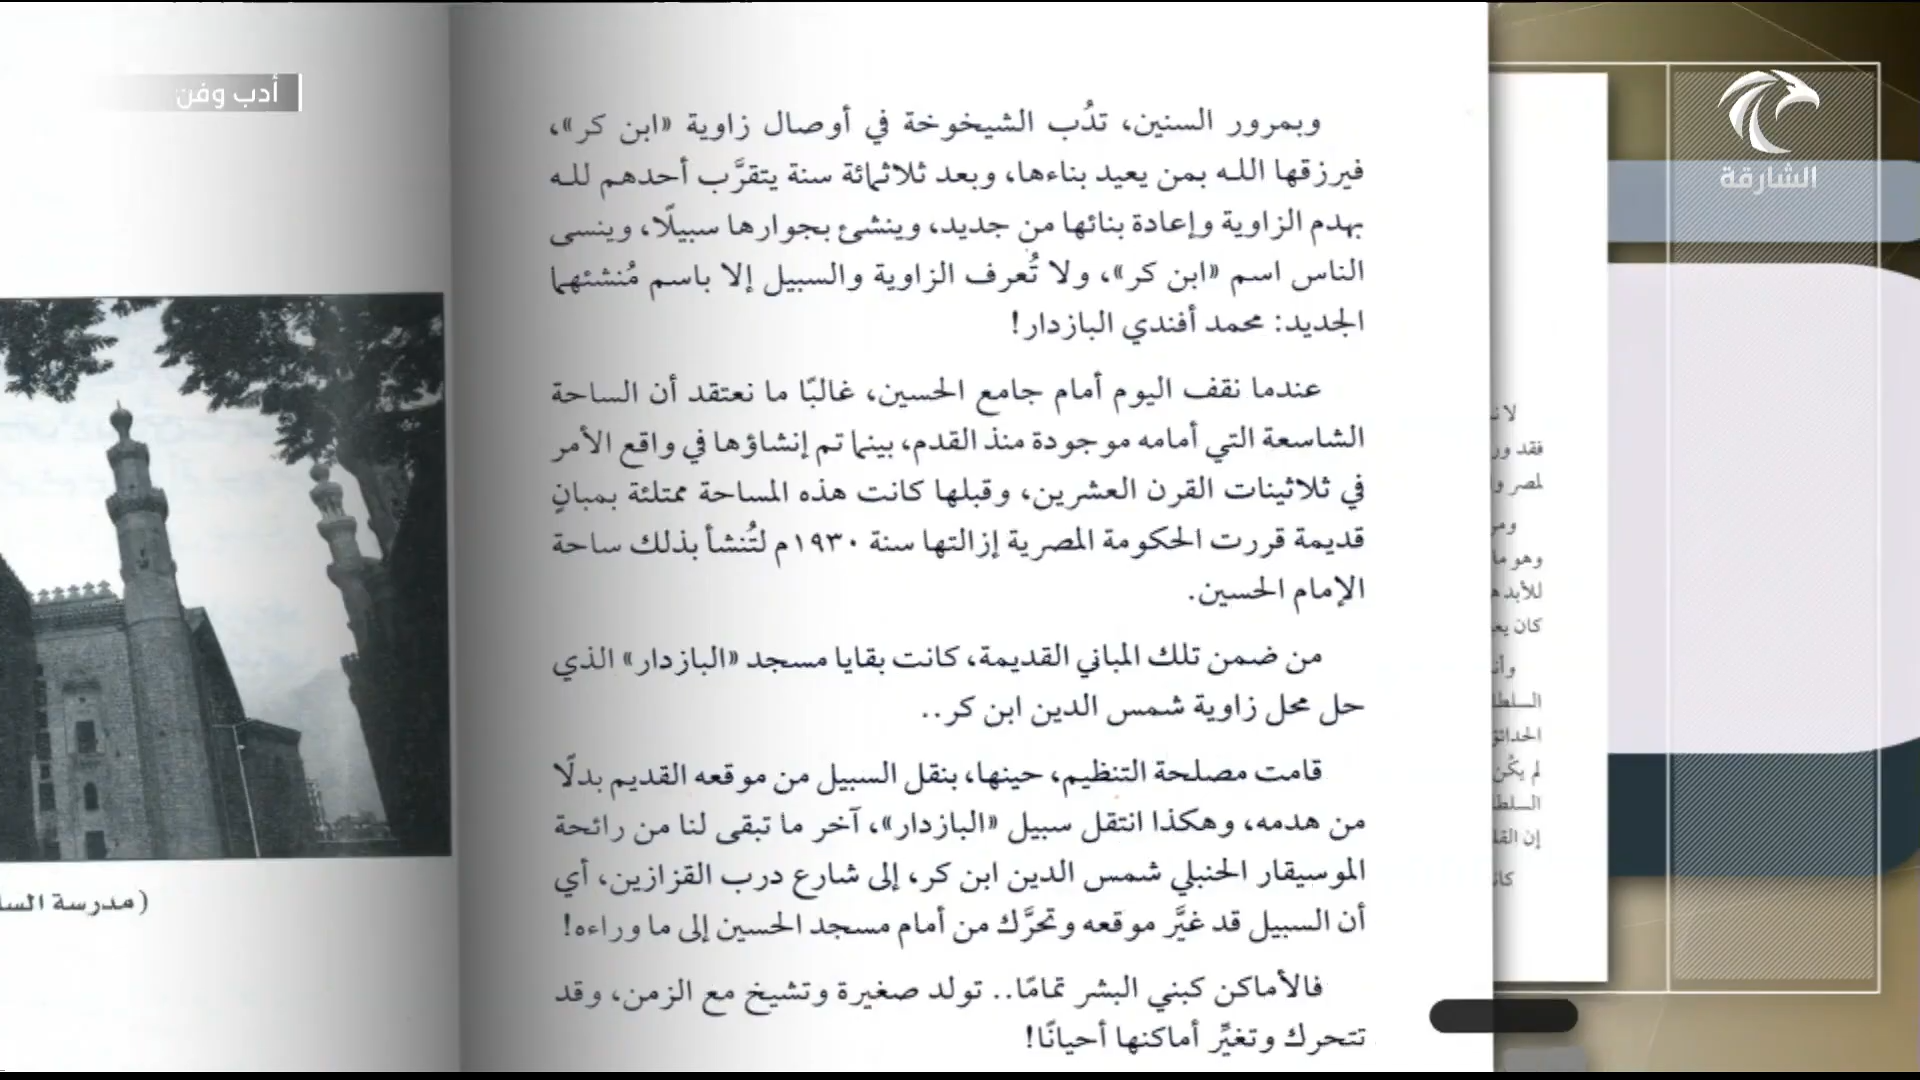 أدب وفن
الشارقة
وبمرور السنين، تدُب الشيخوخة في أوصال زاوية «ابن كر»،
فيرزقها الله بمن يعيد بناءها، وبعد ثلاثمائة سنة يتقرَّب أحدهم لله
بهدم الزاوية وإعادة بنائها من جديد، وينشئ بجوارها سبيلًا، وينسى
الناس اسم «ابن كر»، ولا تُعرف الزاوية والسبيل إلا باسم مُنشئهما
الجديد: محمد أفندي البازدار!
عندما نقف اليوم أمام جامع الحسين، غالبًا ما نعتقد أن الساحة
الشاسعة التي أمامه موجودة منذ القدم، بينما تم إنشاؤها في واقع الأمر
في ثلاثينات القرن العشرين، وقبلها كانت هذه المساحة ممتلئة بمبانٍ
قديمة قررت الحكومة المصرية إزالتها سنة ١٩٣٠م لتُنشأ بذلك ساحة
الإمام الحسين.
من ضمن تلك المباني القديمة، كانت بقايا مسجد «البازدار» الذي
حل محل زاوية شمس الدين ابن كر..
قامت مصلحة التنظيم، حينها، بنقل السبيل من موقعه القديم بدلًا
من هدمه، وهكذا انتقل سبيل «البازدار»، آخر ما تبقى لنا من رائحة
الموسيقار الحنبلي شمس الدين ابن كر، إلى شارع درب القزازين، أي
أن السبيل قد غيَّر موقعه وتحرَّك من أمام مسجد الحسين إلى ما وراءه!
فالأماكن كبني البشر تمامًا.. تولد صغيرة وتشيخ مع الزمن، وقد
تتحرك وتغيِّر أماكنها أحيانًا!
(مدرسة
فقد
لمصر
وهو
كان
لم يكن
إن